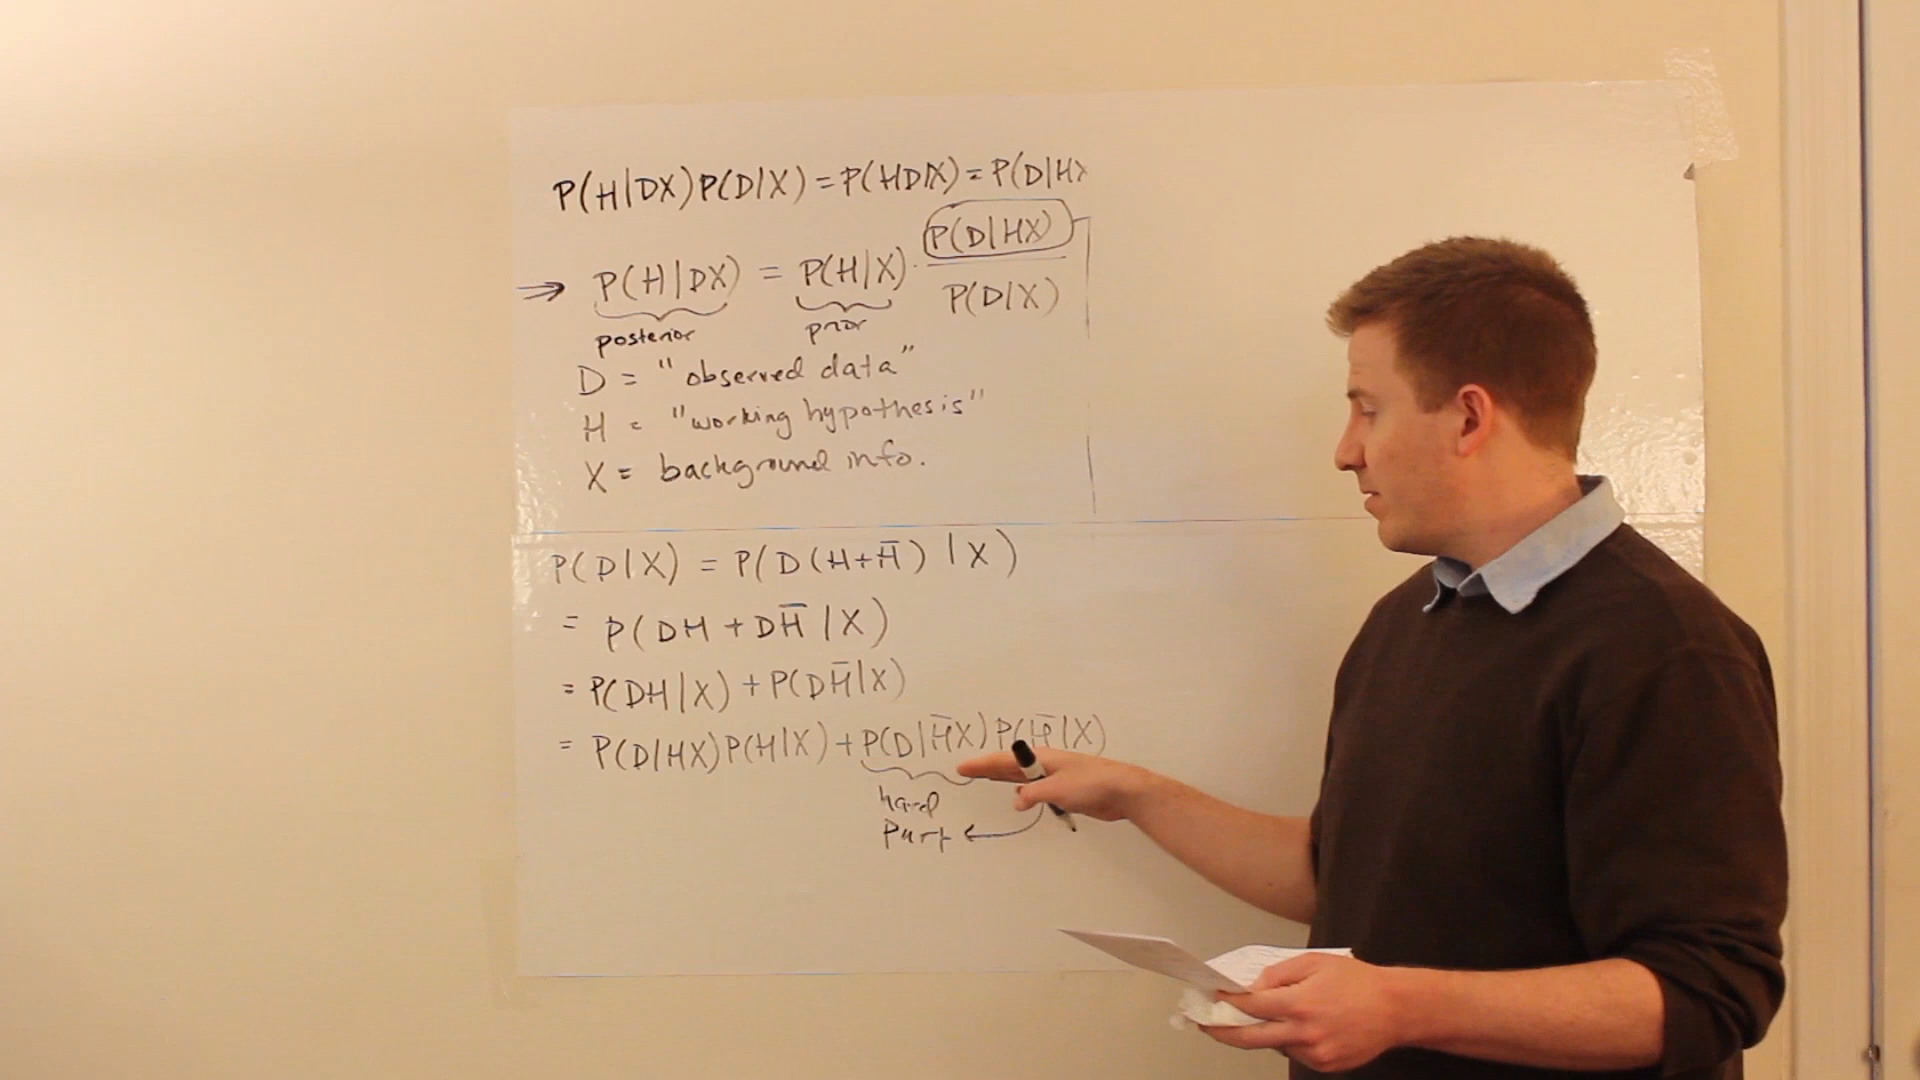 P(H|DX)P(D|X) = P(HD|X) = P(D|HX
⇒ P(H|DX) = P(H|X) · P(D|HX) / P(D|X)
posterior prior
D = "observed data"
H = "working hypothesis"
X = background info.
P(D|X) = P(D(H+H̄) | X)
= P(DH + DH̄ | X)
= P(DH|X) + P(DH̄|X)
= P(D|HX)P(H|X) + P(D|H̄X)P(H̄|X)
hard
part ←